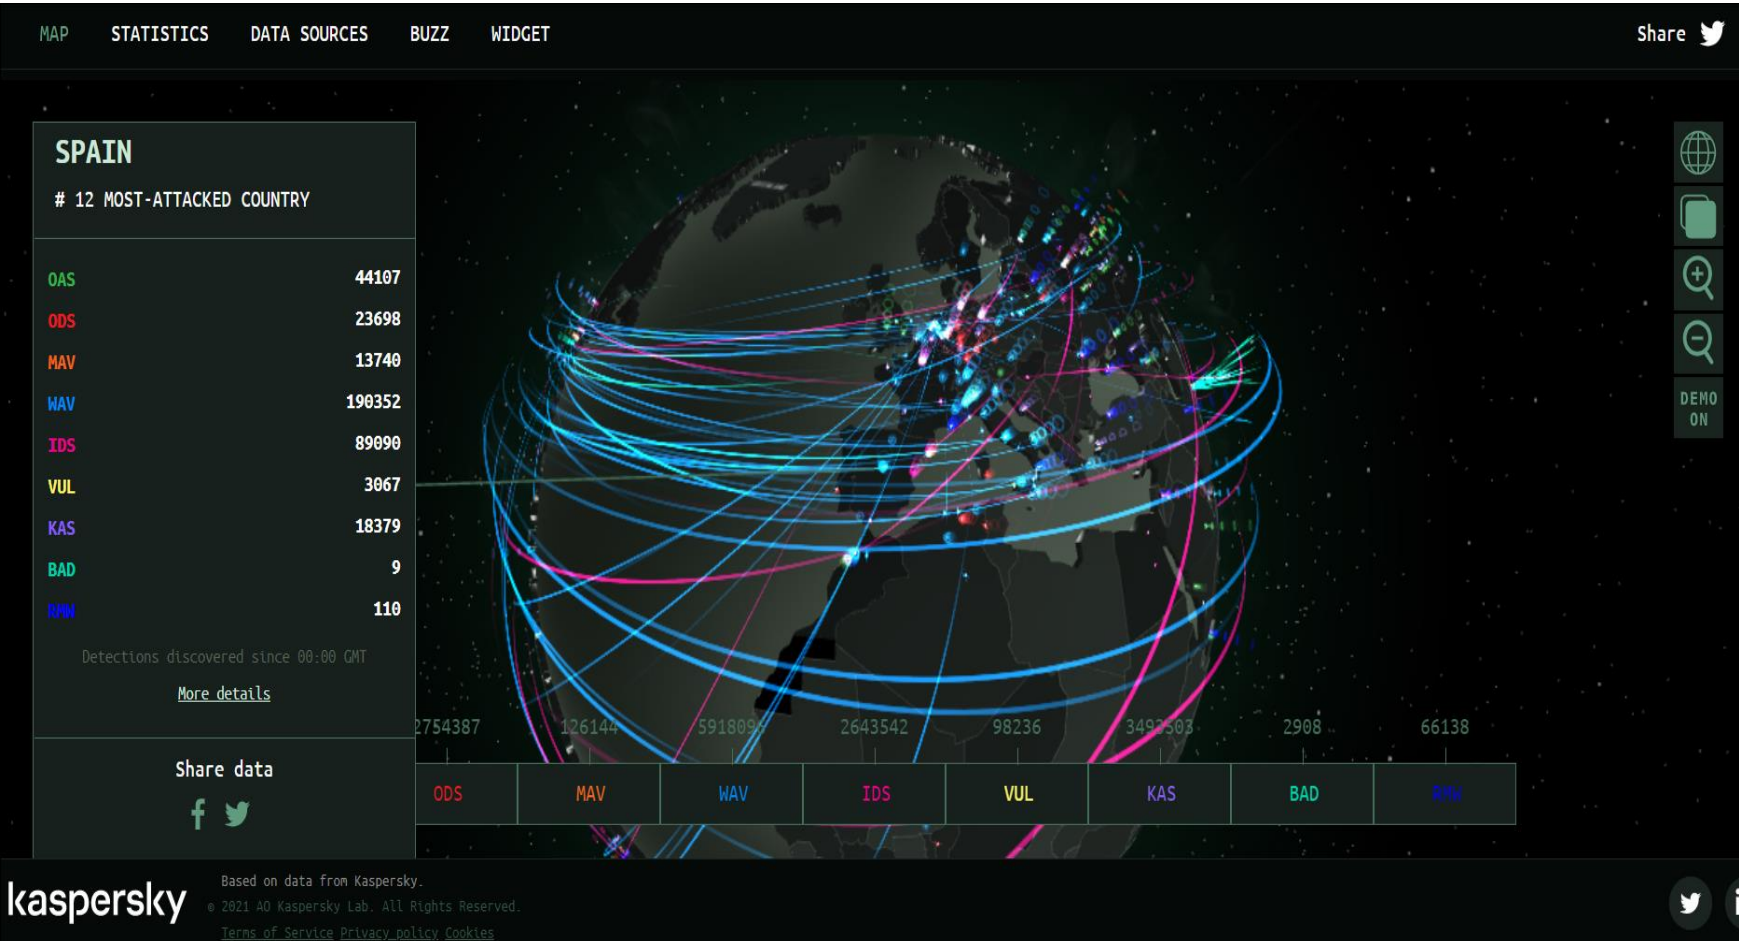 MAP STATISTICS DATA SOURCES BUZZ WIDGET Share
SPAIN
# 12 MOST-ATTACKED COUNTRY
OAS 44107
ODS 23698
MAV 13740
WAV 190352
IDS 89090
VUL 3067
KAS 18379
BAD 9
RMW 110
Detections discovered since 00:00 GMT
More details
Share data
DEMO
ON
2754387 126144 5918093 2643542 98236 3493503 2908 66138
ODS MAV WAV IDS VUL KAS BAD RMW
kaspersky
Based on data from Kaspersky.
© 2021 AO Kaspersky Lab. All Rights Reserved.
Terms of Service Privacy policy Cookies